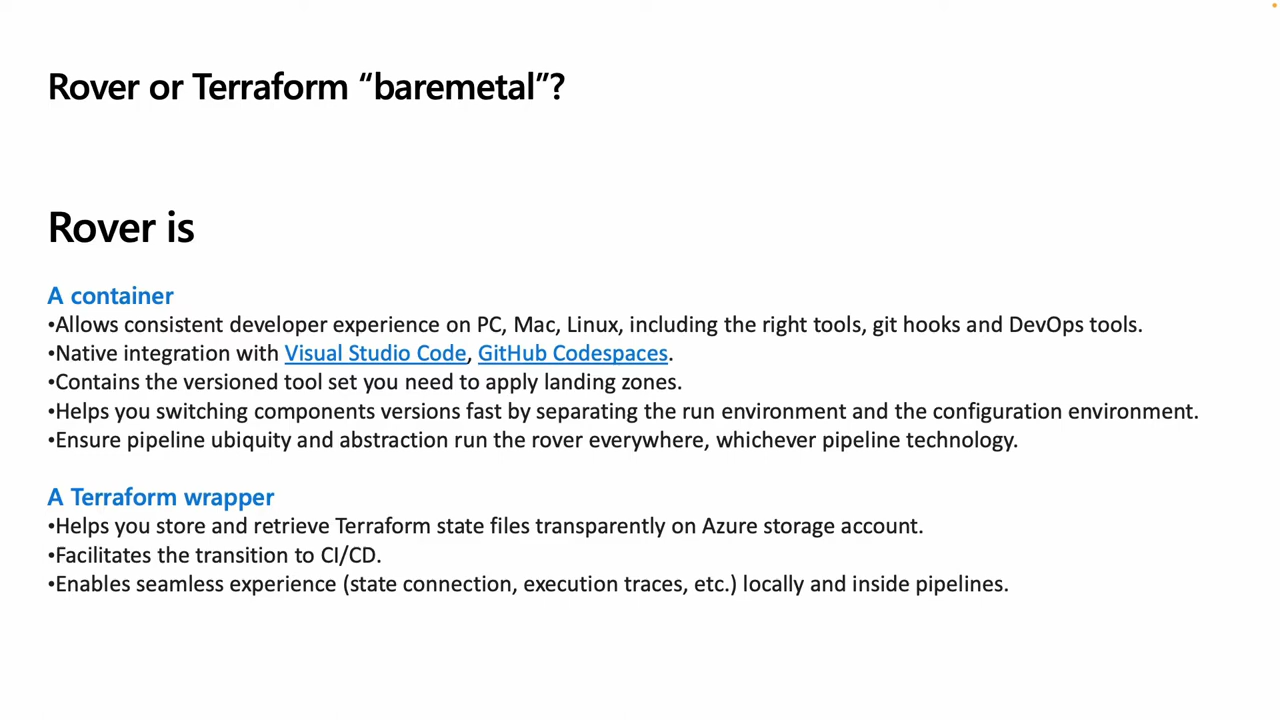 Rover or Terraform “baremetal”?
Rover is
A container
•Allows consistent developer experience on PC, Mac, Linux, including the right tools, git hooks and DevOps tools.
•Native integration with Visual Studio Code, GitHub Codespaces.
•Contains the versioned tool set you need to apply landing zones.
•Helps you switching components versions fast by separating the run environment and the configuration environment.
•Ensure pipeline ubiquity and abstraction run the rover everywhere, whichever pipeline technology.
A Terraform wrapper
•Helps you store and retrieve Terraform state files transparently on Azure storage account.
•Facilitates the transition to CI/CD.
•Enables seamless experience (state connection, execution traces, etc.) locally and inside pipelines.